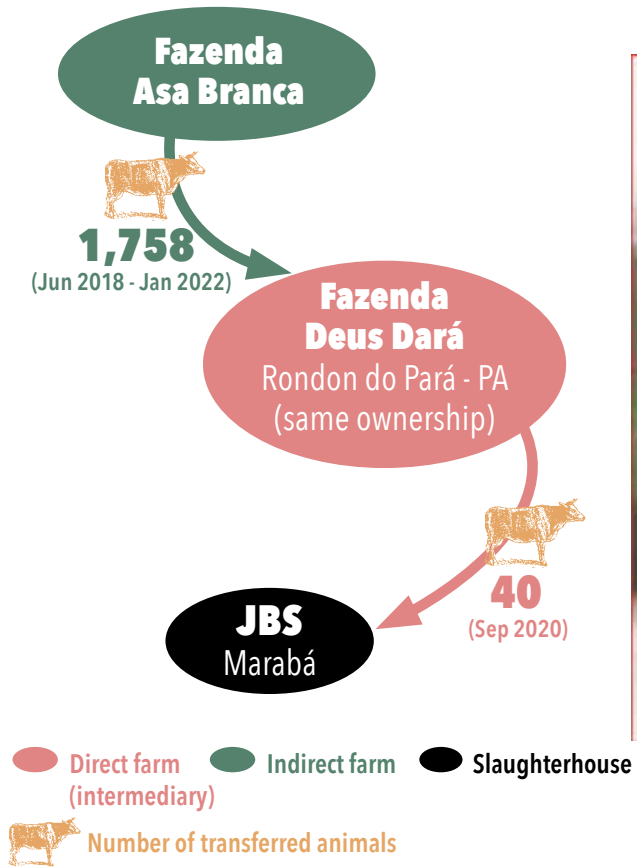 Fazenda
Asa Branca
1,758
(Jun 2018 - Jan 2022)
Fazenda
Deus Dará
Rondon do Pará - PA
(same ownership)
40
(Sep 2020)
JBS
Marabá
Direct farm
(intermediary)
Indirect farm
Slaughterhouse
Number of transferred animals